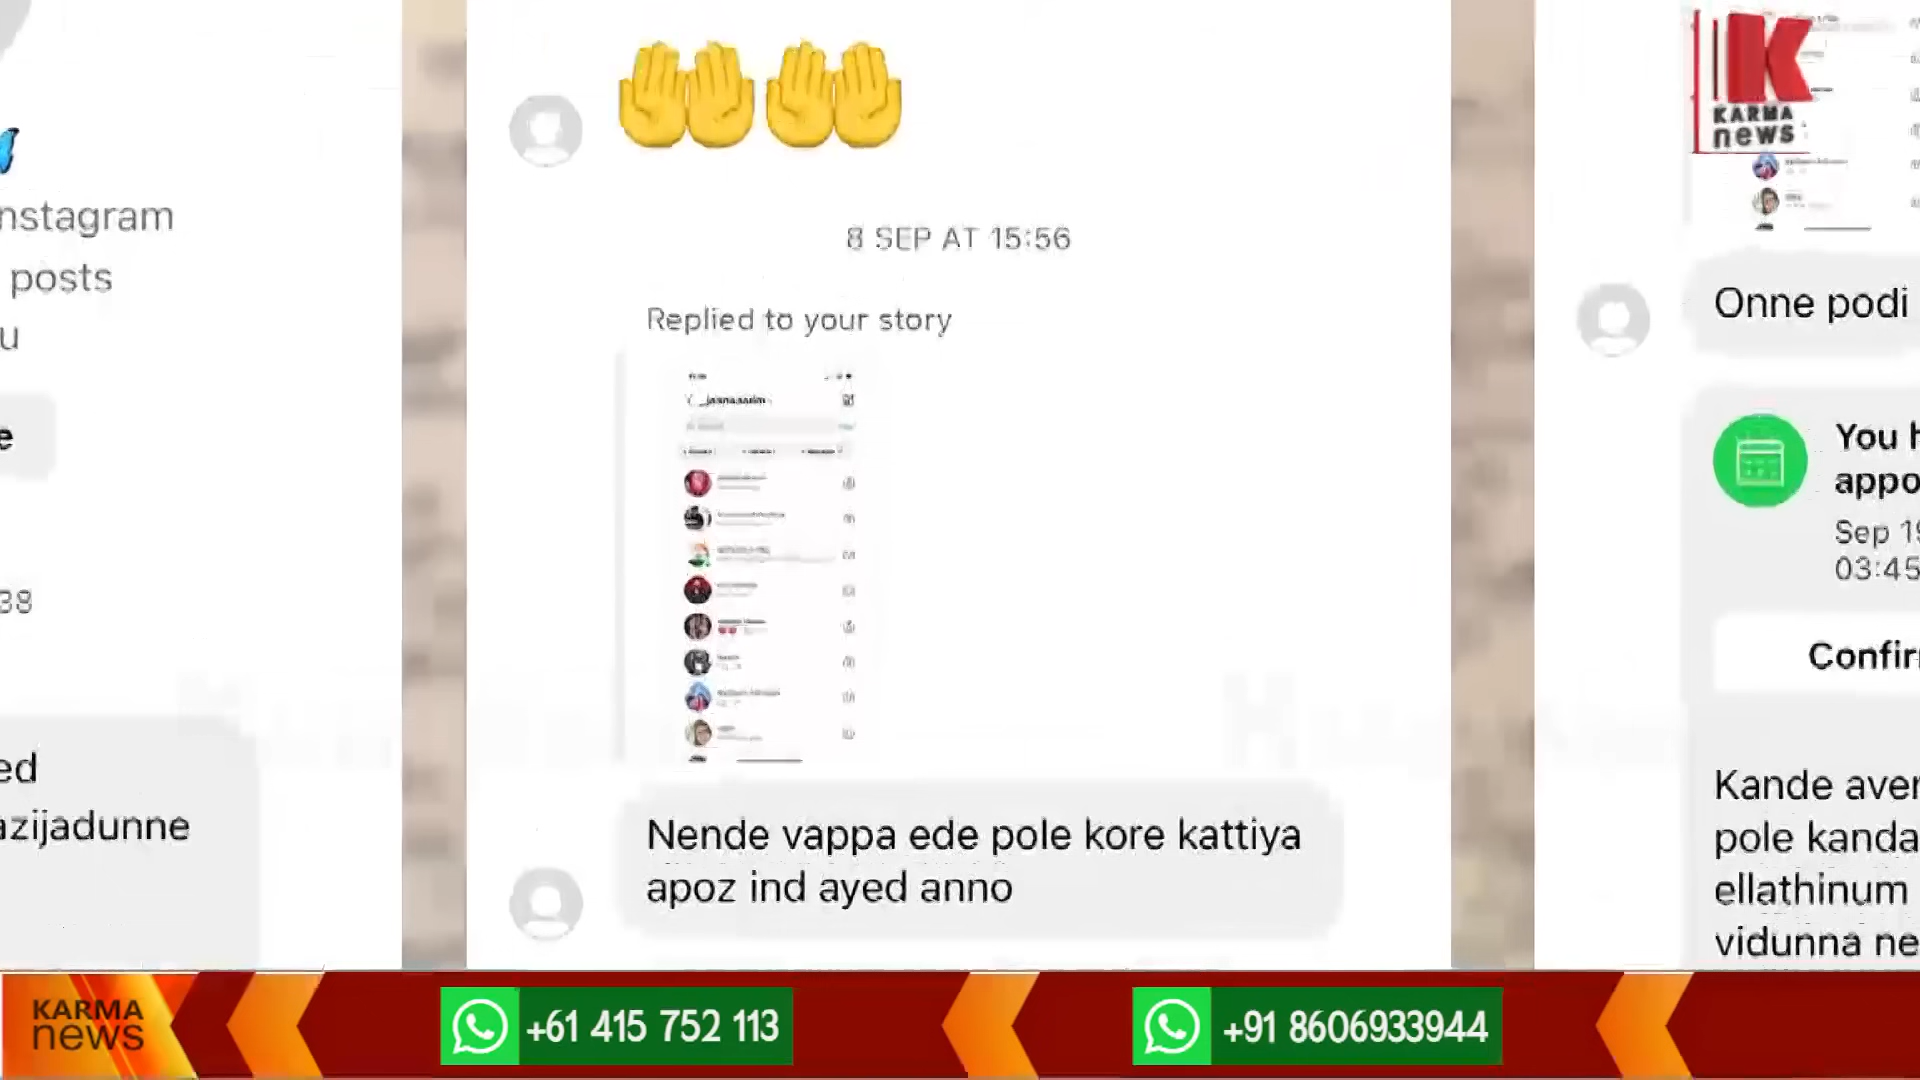 nstagram
posts
u
e
38
ed
azijadunne
8 SEP AT 15:56
Replied to your story
Nende vappa ede pole kore kattiya
apoz ind ayed anno
KARMA
news
Onne podi
You h
appo
Sep 19
03:45
Confir
Kande aver
pole kanda
ellathinum
vidunna ne
KARMA
news
+61 415 752 113
+91 8606933944